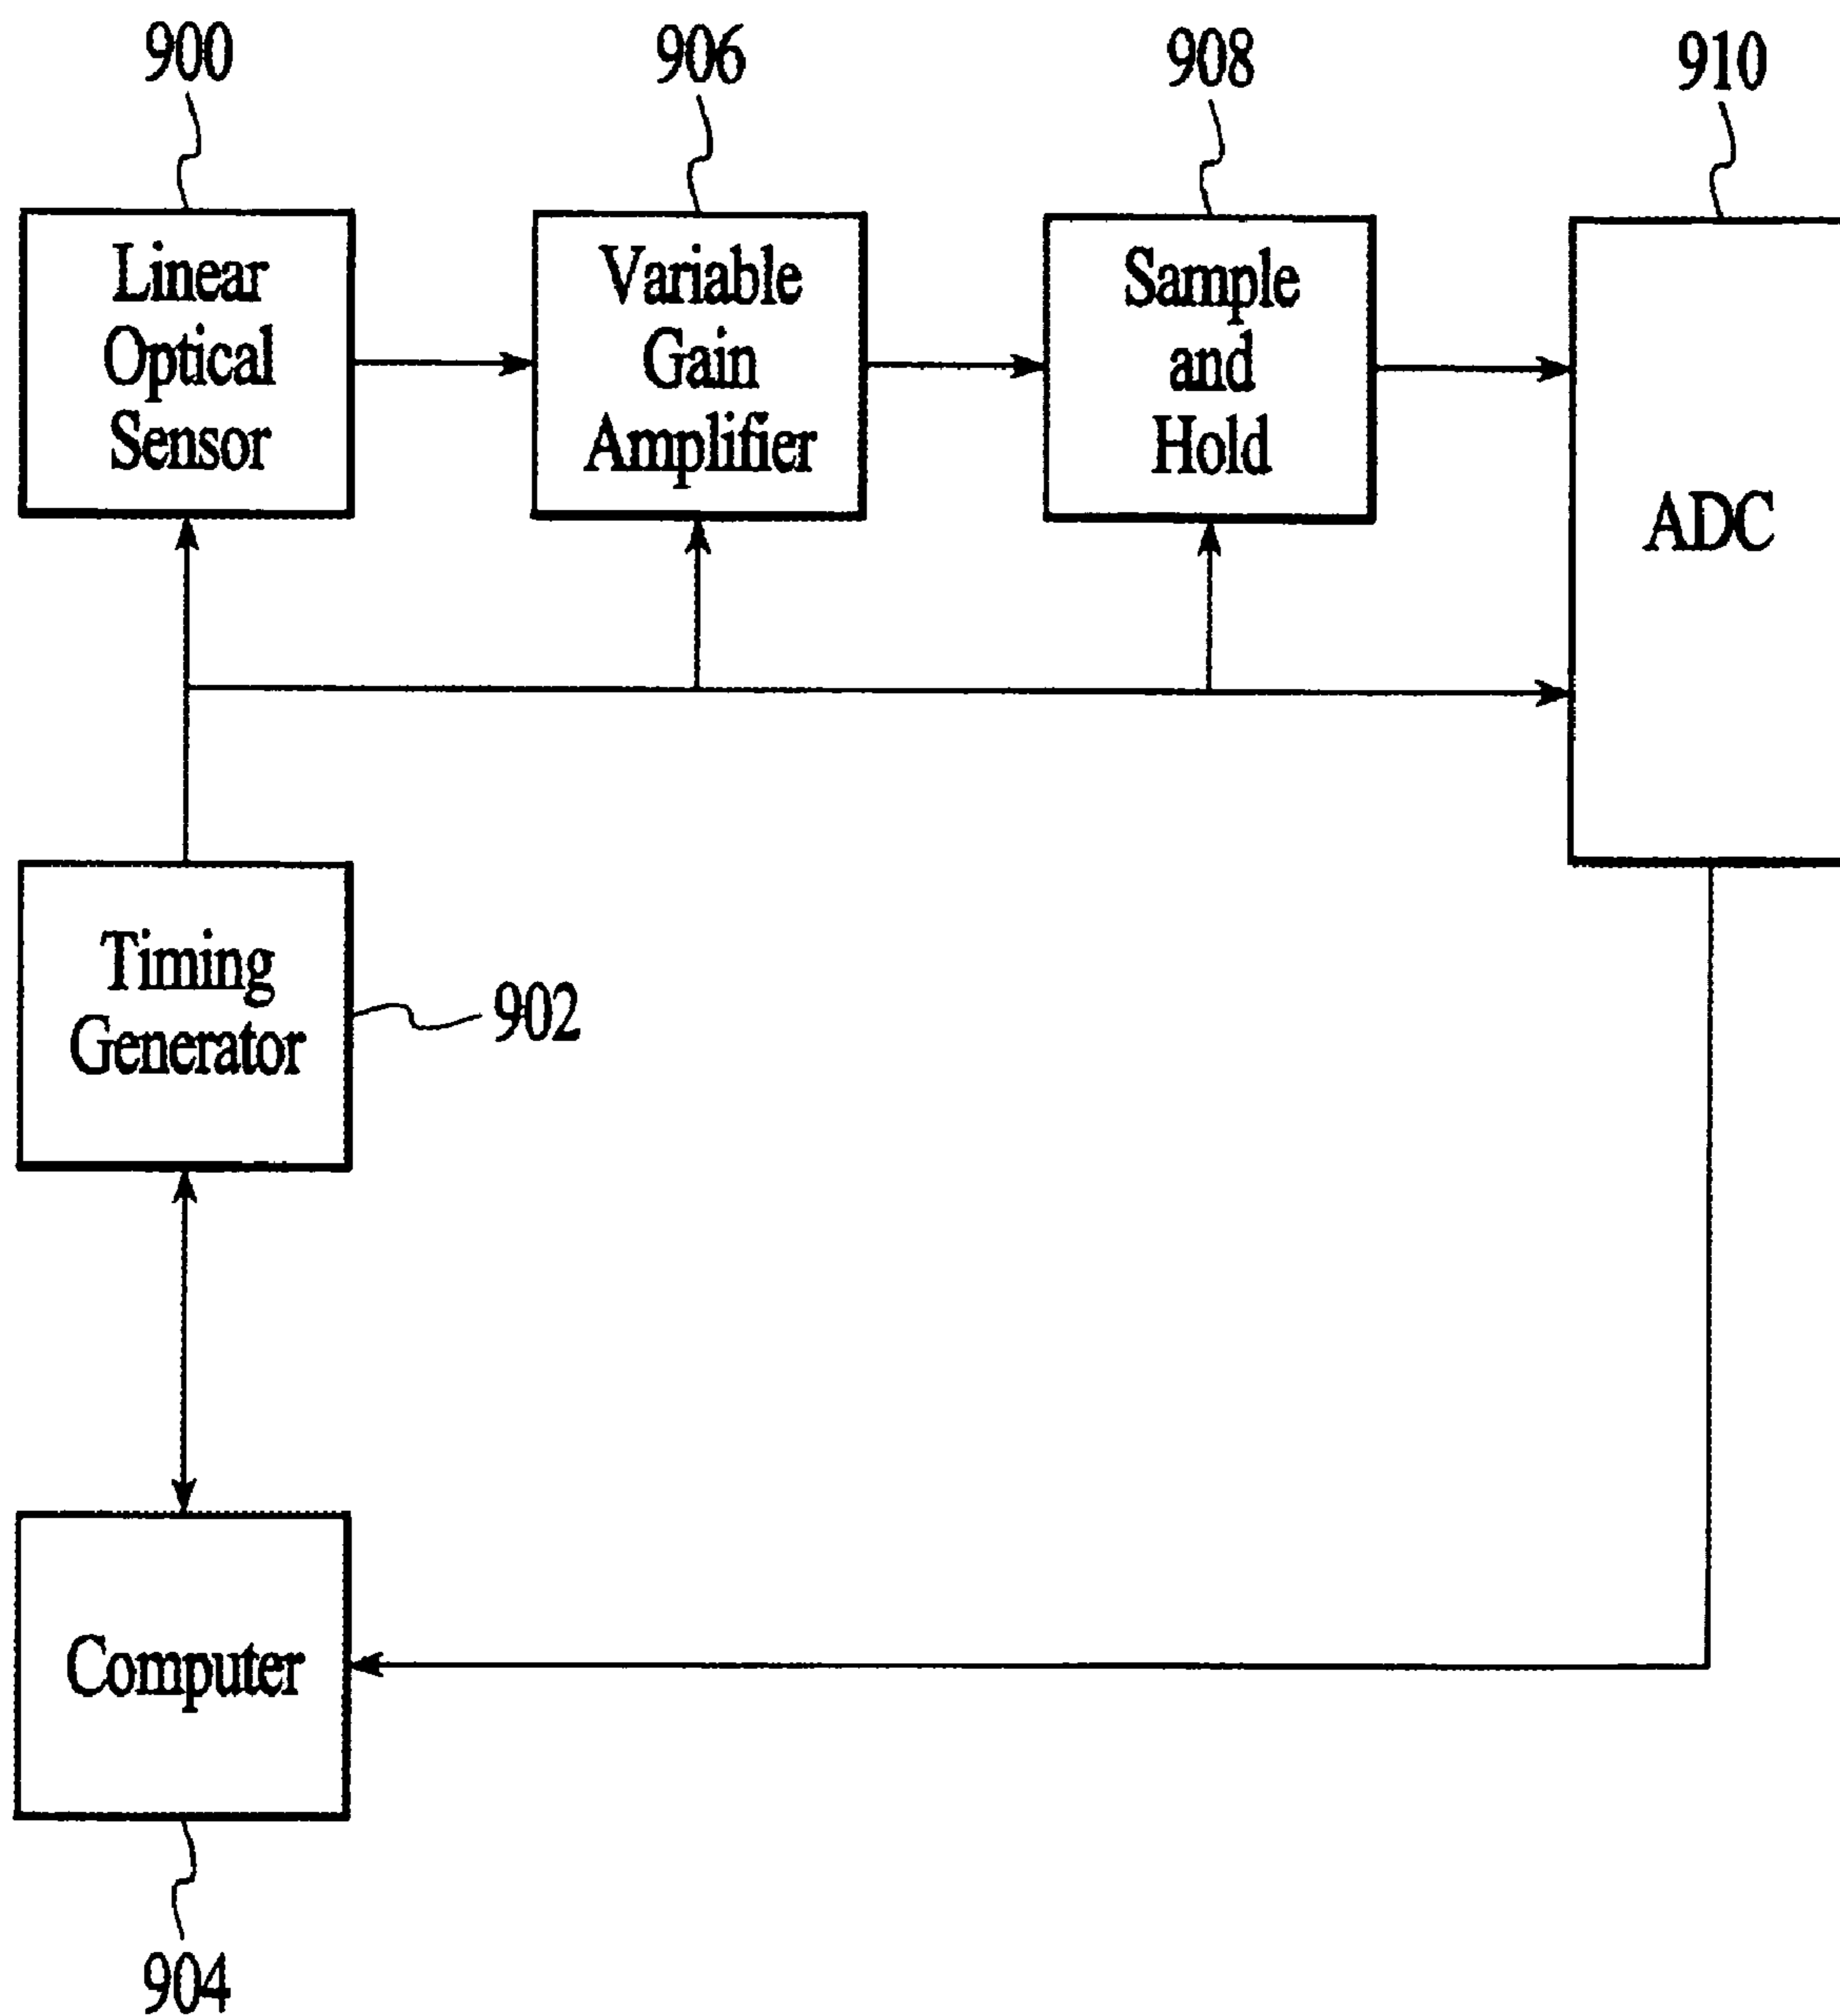 900
906
908
910
Linear
Optical
Sensor
Variable
Gain
Amplifier
Sample
and
Hold
ADC
Timing
Generator
902
Computer
904